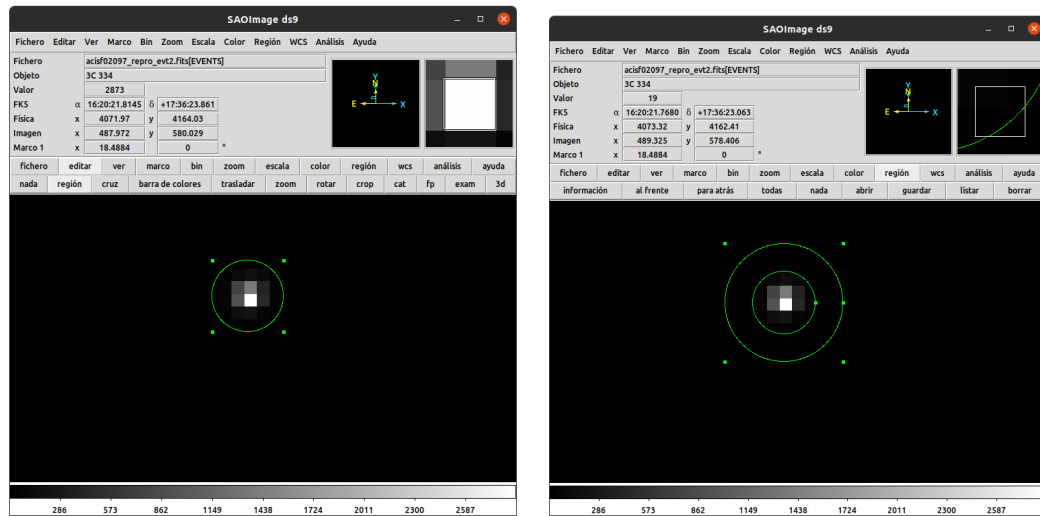 SAOImage ds9
Fichero Editar Ver Marco Bin Zoom Escala Color Región WCS Análisis Ayuda
Fichero acisf02097_repro_evt2.fits[EVENTS]
Objeto 3C 334
Valor 2873
FK5 α 16:20:21.8145 δ +17:36:23.861
Física x 4071.97 y 4164.03
Imagen x 487.972 y 580.029
Marco 1 x 18.4884 0 °
Y
N
E X
fichero editar ver marco bin zoom escala color región wcs análisis ayuda
nada región cruz barra de colores trasladar zoom rotar crop cat fp exam 3d
286 573 862 1149 1438 1724 2011 2300 2587
SAOImage ds9
Fichero Editar Ver Marco Bin Zoom Escala Color Región WCS Análisis Ayuda
Fichero acisf02097_repro_evt2.fits[EVENTS]
Objeto 3C 334
Valor 19
FK5 α 16:20:21.7680 δ +17:36:23.063
Física x 4073.32 y 4162.41
Imagen x 489.325 y 578.406
Marco 1 x 18.4884 0 °
Y
N
E X
fichero editar ver marco bin zoom escala color región wcs análisis ayuda
información al frente para atrás todas nada abrir guardar listar borrar
286 573 862 1149 1438 1724 2011 2300 2587